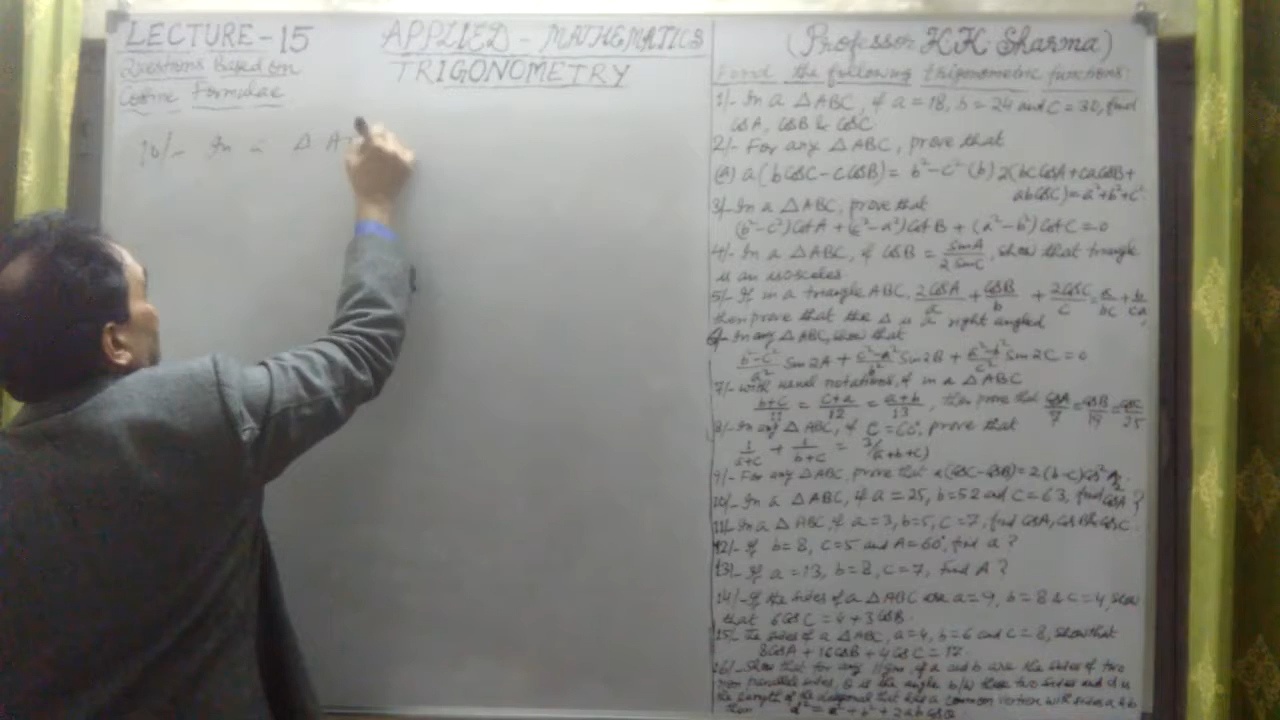 LECTURE-15
Questions Based on
Cosine Formulae
APPLIED - MATHEMATICS
TRIGONOMETRY
10/- In a Δ A
(Professor K.K. Sharma)
Find the following trigonometric functions:
1/- In a Δ ABC, if a = 18, b = 24 and C = 30, find
CosA, CosB & CosC
2/- For any Δ ABC, prove that
(a) a(bCosC - cCosB) = b²-c² (b) 2(bcCosA + caCosB +
abCosC) = a²+b²+c²
3/- In a Δ ABC, prove that
(b²-c²)CotA + (c²-a²)CotB + (a²-b²)CotC = 0
4/- In a Δ ABC, if CosB = SinA/2SinC, show that triangle
is an isosceles
5/- If in a triangle ABC, 2CosA/a + CosB/b + 2CosC/c = a/bc + b/ca,
then prove that the Δ is a right angled
6/- In any Δ ABC, show that
b²-c²/a² Sin2A + c²-a²/b² Sin2B + a²-b²/c² Sin2C = 0
7/- With usual notations, if in a Δ ABC
b+c/11 = c+a/12 = a+b/13, then prove that CosA/7 = CosB/19 = CosC/25
8/- In any Δ ABC, if C = 60°, prove that
1/a+c + 1/b+c = 3/(a+b+c)
9/- For any Δ ABC, prove that a(CosC - CosB) = 2(b-c)Cos² A/2
10/- In a Δ ABC, if a = 25, b = 52 and C = 63, find CosA?
11/- In a Δ ABC, if a = 3, b = 5, C = 7, find CosA, CosB & CosC.
12/- If b = 8, C = 5 and A = 60°, find a?
13/- If a = 13, b = 8, c = 7, find A?
14/- If the sides of a Δ ABC are a = 9, b = 8 & c = 4, show
that 6CosC = 4 + 3CosB.
15/- The sides of a Δ ABC, a = 4, b = 6 and C = 8, show that
8CosA + 16CosB + 4CosC = 17.
16/- Show that for any 11gm, if a and b are the sides of two
non parallel sides, θ is the angle b/w these two sides and d is
the length of the diagonal that has a common vertex with sides a & b
then d² = a² + b² + 2abCosθ